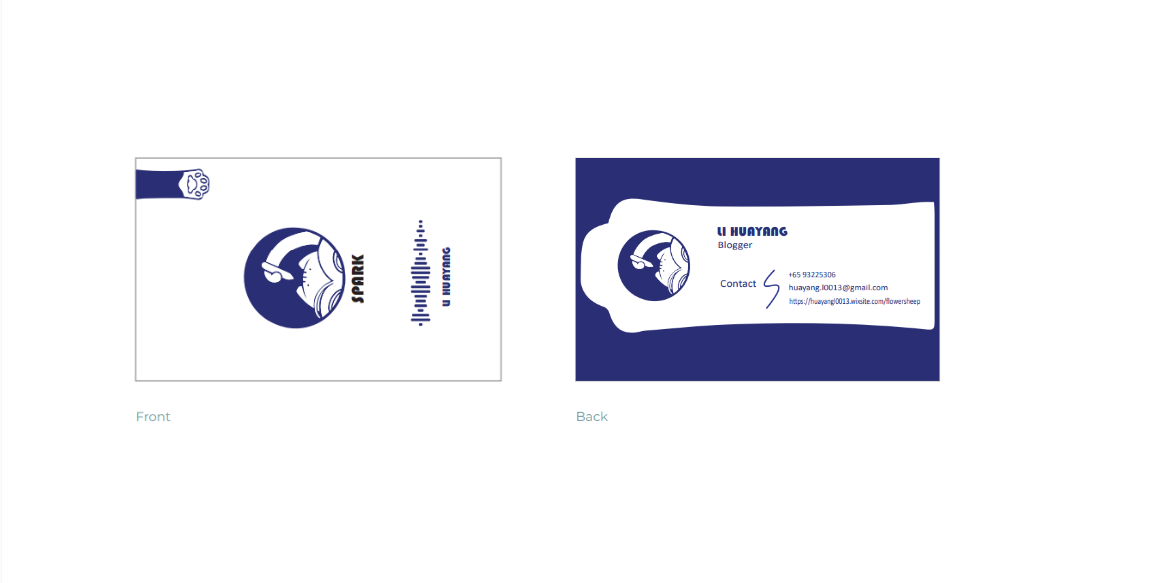 SPARK
LI HUAYANG
Front
LI HUAYANG
Blogger
Contact
+65 93225306
huayang.l0013@gmail.com
https://huayangl0013.wixsite.com/flowersheep
Back